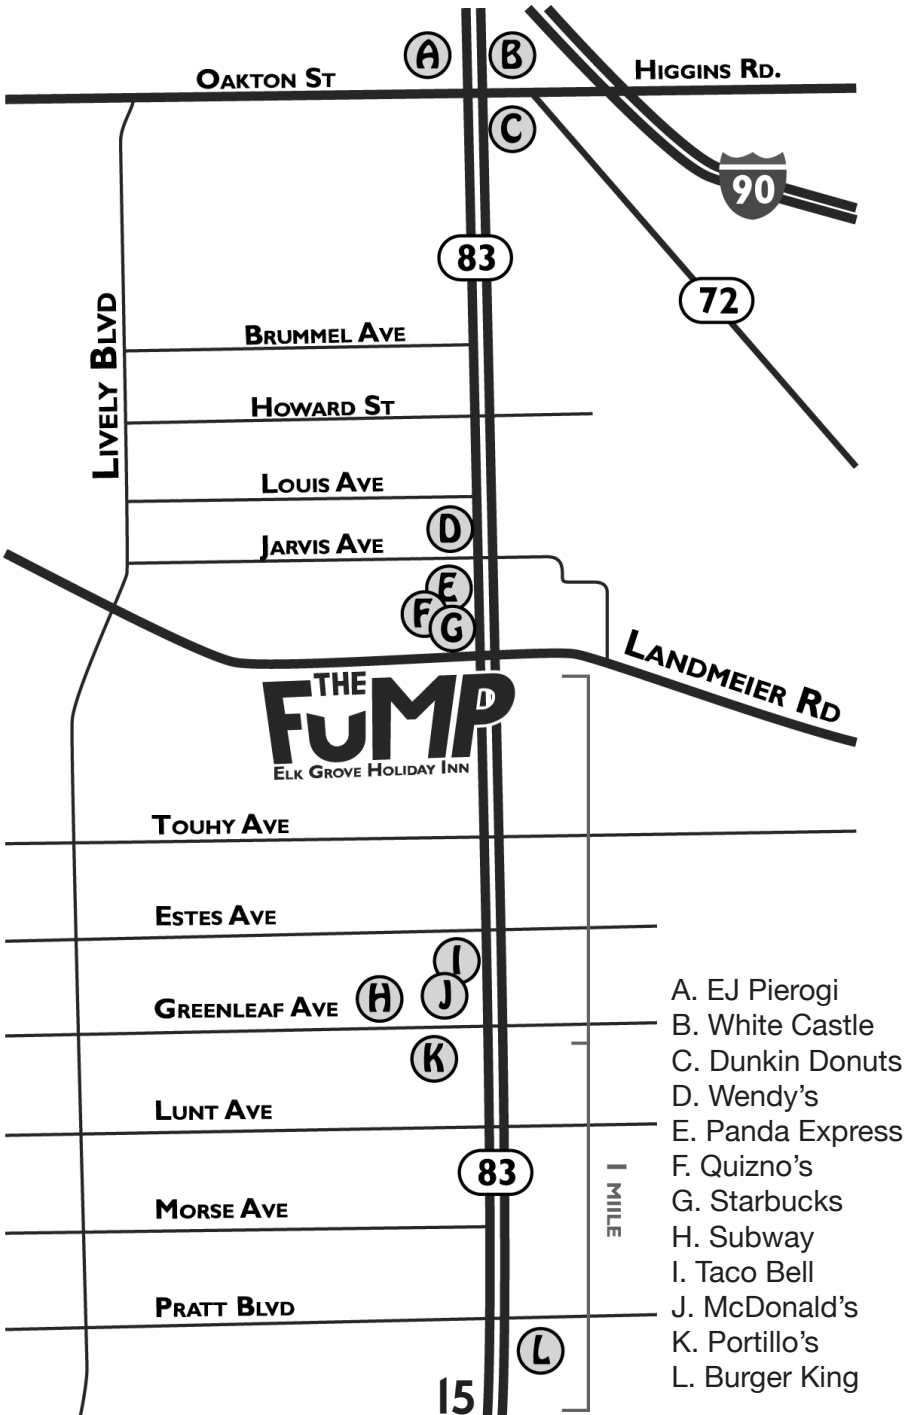 A
B
OAKTON ST
HIGGINS RD.
C
90
83
72
LIVELY BLVD
BRUMMEL AVE
HOWARD ST
LOUIS AVE
D
JARVIS AVE
E
F
G
LANDMEIER RD
THE
FuMP
ELK GROVE HOLIDAY INN
TOUHY AVE
ESTES AVE
I
H
J
GREENLEAF AVE
K
LUNT AVE
83
1 MIILE
MORSE AVE
PRATT BLVD
L
A. EJ Pierogi
B. White Castle
C. Dunkin Donuts
D. Wendy’s
E. Panda Express
F. Quizno’s
G. Starbucks
H. Subway
I. Taco Bell
J. McDonald’s
K. Portillo’s
L. Burger King
15